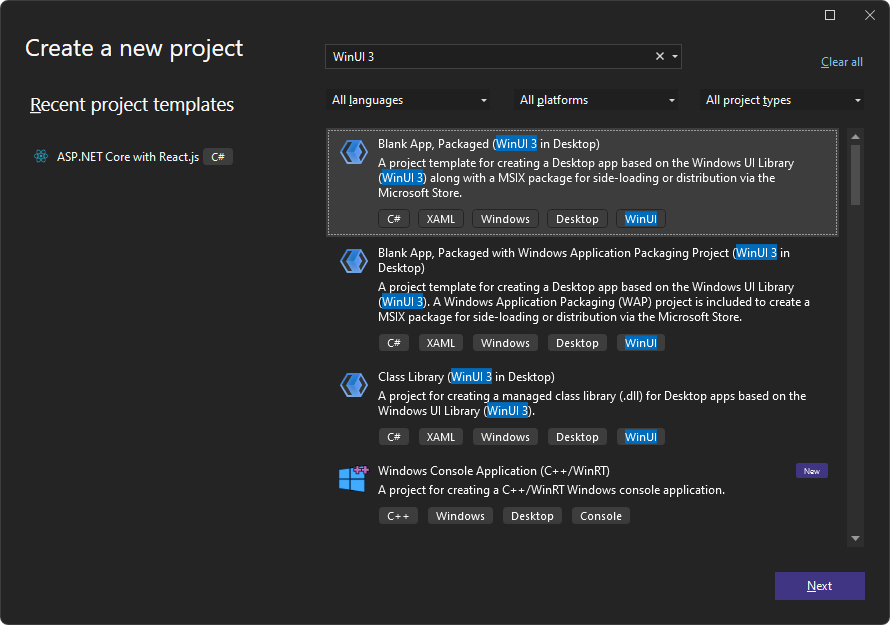 Create a new project
WinUI 3
Clear all
Recent project templates
All languages
All platforms
All project types
ASP.NET Core with React.js C#
Blank App, Packaged (WinUI 3 in Desktop)
A project template for creating a Desktop app based on the Windows UI Library
(WinUI 3) along with a MSIX package for side-loading or distribution via the
Microsoft Store.
C# XAML Windows Desktop WinUI
Blank App, Packaged with Windows Application Packaging Project (WinUI 3 in
Desktop)
A project template for creating a Desktop app based on the Windows UI Library
(WinUI 3). A Windows Application Packaging (WAP) project is included to create a
MSIX package for side-loading or distribution via the Microsoft Store.
C# XAML Windows Desktop WinUI
Class Library (WinUI 3 in Desktop)
A project for creating a managed class library (.dll) for Desktop apps based on the
Windows UI Library (WinUI 3).
C# XAML Windows Desktop WinUI
Windows Console Application (C++/WinRT) New
A project for creating a C++/WinRT Windows console application.
C++ Windows Desktop Console
Next